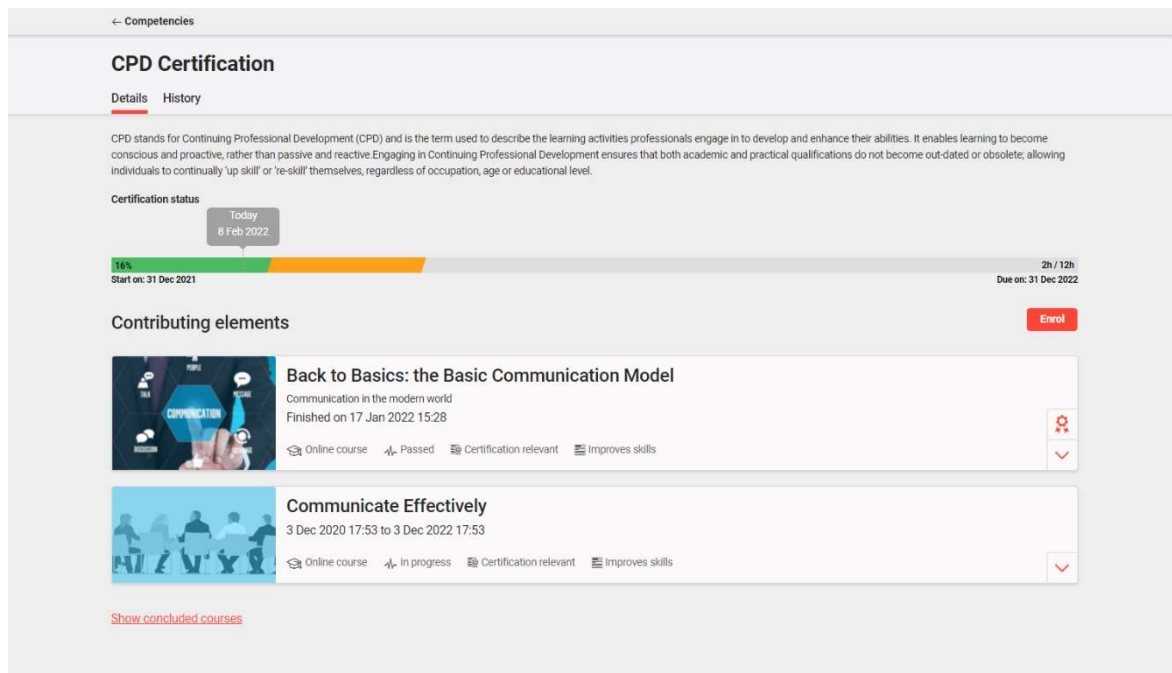 ← Competencies
CPD Certification
Details History
CPD stands for Continuing Professional Development (CPD) and is the term used to describe the learning activities professionals engage in to develop and enhance their abilities. It enables learning to become
conscious and proactive, rather than passive and reactive.Engaging in Continuing Professional Development ensures that both academic and practical qualifications do not become out-dated or obsolete; allowing
individuals to continually 'up skill' or 're-skill' themselves, regardless of occupation, age or educational level.
Certification status
Today
8 Feb 2022
16% 2h / 12h
Start on: 31 Dec 2021 Due on: 31 Dec 2022
Contributing elements Enrol
PEOPLE
TALK MESSAGE
COMMUNICATION
DISCUSSION
Back to Basics: the Basic Communication Model
Communication in the modern world
Finished on 17 Jan 2022 15:28
Online course Passed Certification relevant Improves skills
Communicate Effectively
3 Dec 2020 17:53 to 3 Dec 2022 17:53
Online course In progress Certification relevant Improves skills
Show concluded courses